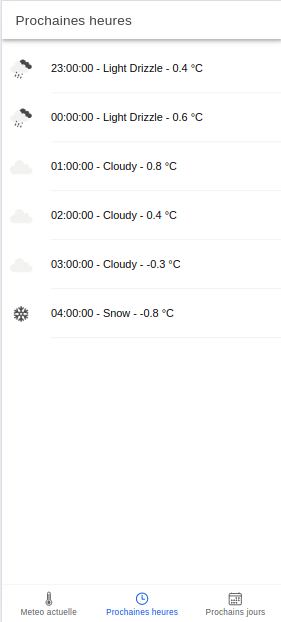 Prochaines heures
23:00:00 - Light Drizzle - 0.4 °C
00:00:00 - Light Drizzle - 0.6 °C
01:00:00 - Cloudy - 0.8 °C
02:00:00 - Cloudy - 0.4 °C
03:00:00 - Cloudy - -0.3 °C
04:00:00 - Snow - -0.8 °C
Meteo actuelle Prochaines heures Prochains jours